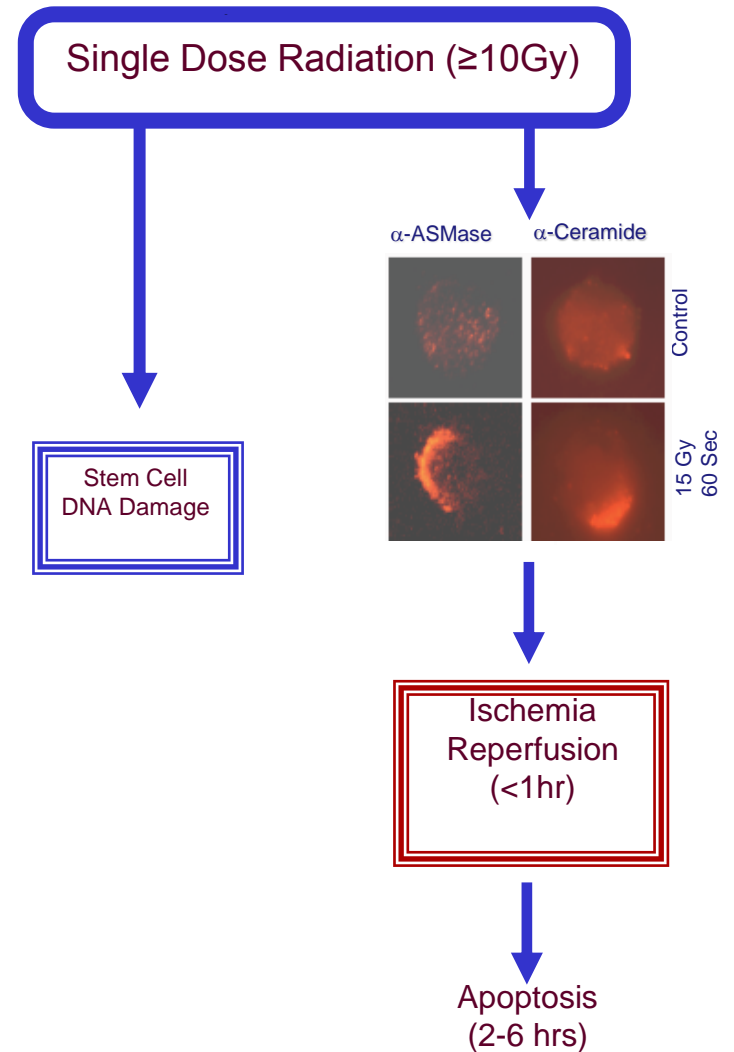 Single Dose Radiation (≥10Gy)
α-ASMase
α-Ceramide
Control
15 Gy
60 Sec
Stem Cell
DNA Damage
Ischemia
Reperfusion
(<1hr)
Apoptosis
(2-6 hrs)